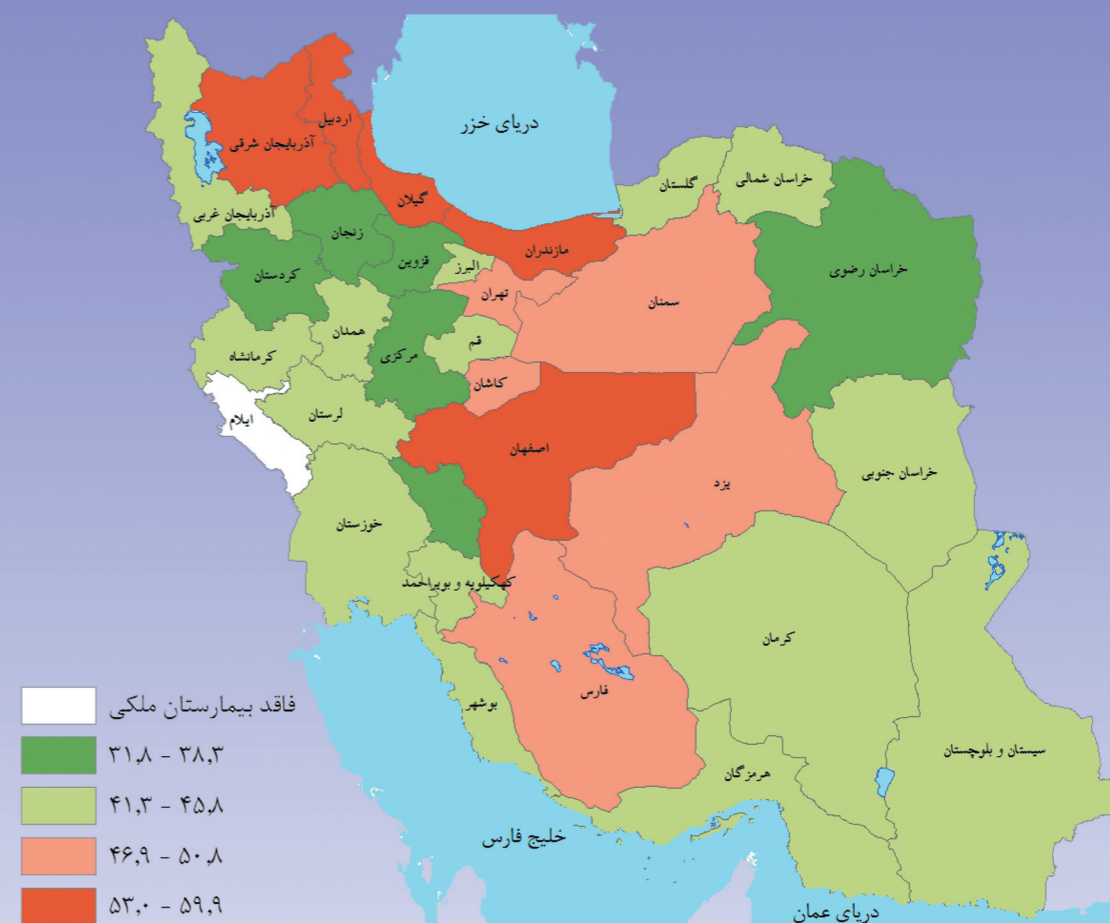 دریای خزر
اردبیل
آذربایجان شرقی
گیلان
گلستان
خراسان شمالی
آذربایجان غربی
زنجان
مازندران
قزوین
البرز
خراسان رضوی
کردستان
تهران
سمنان
همدان
قم
کرمانشاه
مرکزی
کاشان
ایلام
لرستان
اصفهان
خراسان جنوبی
یزد
خوزستان
کهکیلویه و بویراحمد
کرمان
فارس
بوشهر
سیستان و بلوچستان
هرمزگان
خلیج فارس
دریای عمان
فاقد بیمارستان ملکی
۳۱,۸ - ۳۸,۳
۴۱,۳ - ۴۵,۸
۴۶,۹ - ۵۰,۸
۵۳,۰ - ۵۹,۹